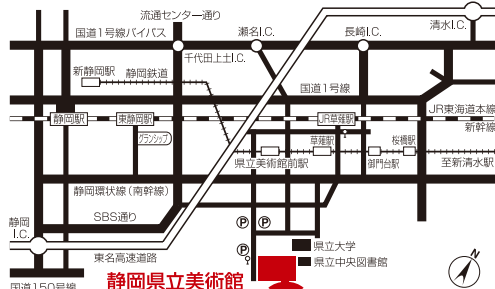 流通センター通り
国道1号線バイパス
瀬名I.C.
長崎I.C.
清水I.C.
千代田上土I.C.
新静岡駅
静岡鉄道
国道1号線
JR東海道本線
静岡駅
東静岡駅
JR草薙駅
新幹線
グランシップ
草薙駅
桜橋駅
県立美術館前駅
御門台駅
至新清水駅
静岡環状線(南幹線)
SBS通り
静岡
I.C.
P
P
P
県立大学
東名高速道路
県立中央図書館
静岡県立美術館
国道150号線
N